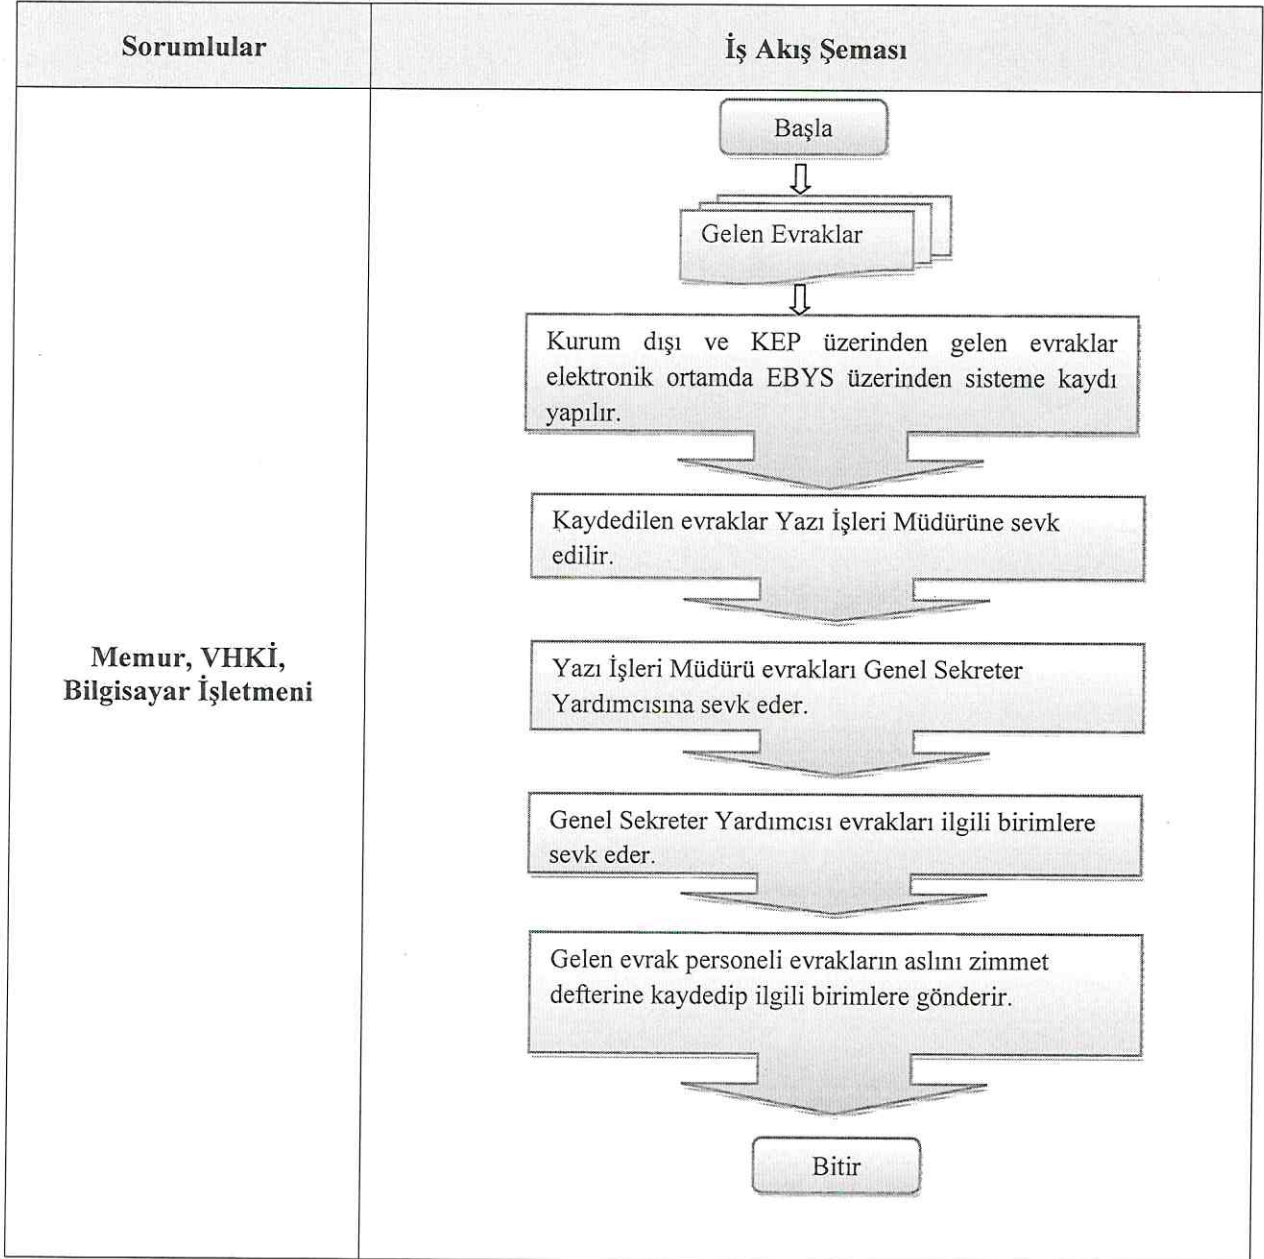 Sorumlular
İş Akış Şeması
Başla
Gelen Evraklar
Kurum dışı ve KEP üzerinden gelen evraklar
elektronik ortamda EBYS üzerinden sisteme kaydı
yapılır.
Kaydedilen evraklar Yazı İşleri Müdürüne sevk
edilir.
Memur, VHKİ,
Bilgisayar İşletmeni
Yazı İşleri Müdürü evrakları Genel Sekreter
Yardımcısına sevk eder.
Genel Sekreter Yardımcısı evrakları ilgili birimlere
sevk eder.
Gelen evrak personeli evrakların aslını zimmet
defterine kaydedip ilgili birimlere gönderir.
Bitir